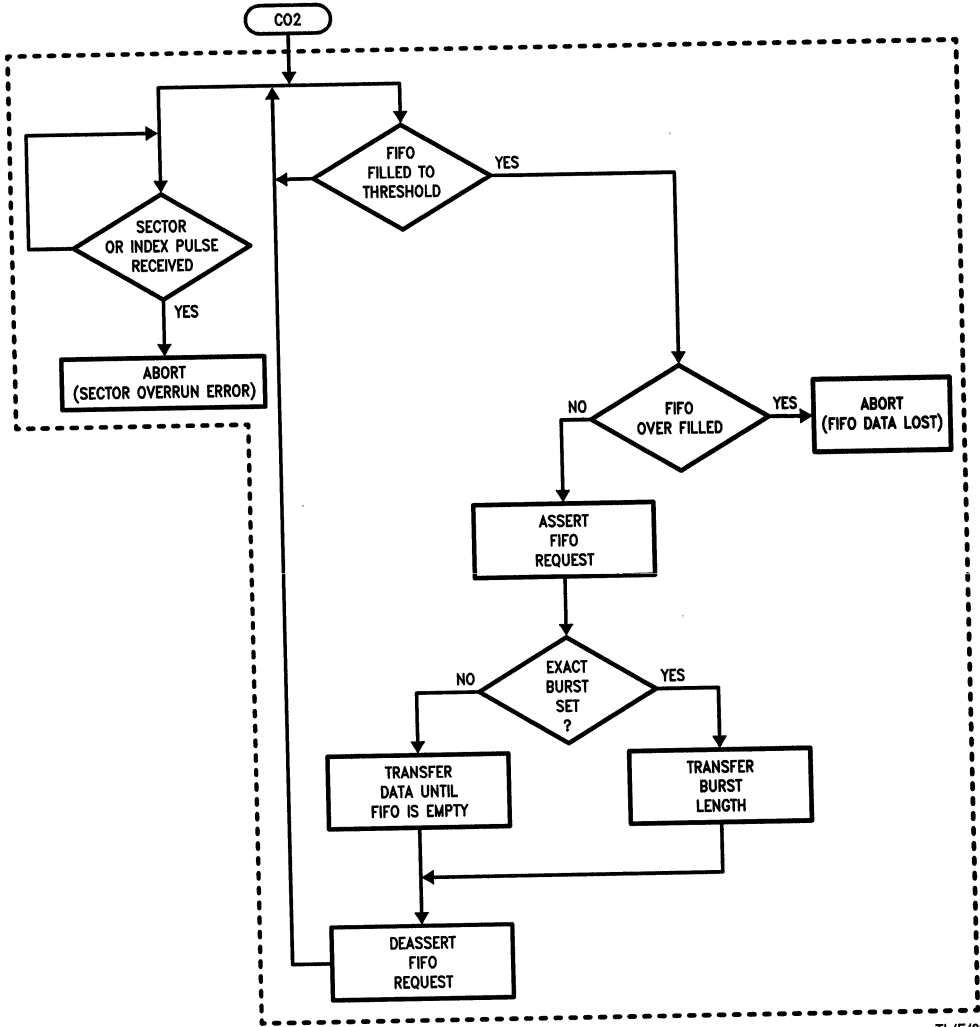 CO2
FIFO
FILLED TO
THRESHOLD
YES
SECTOR
OR INDEX PULSE
RECEIVED
YES
ABORT
(SECTOR OVERRUN ERROR)
NO
FIFO
OVER FILLED
YES
ABORT
(FIFO DATA LOST)
ASSERT
FIFO
REQUEST
NO
EXACT
BURST
SET
?
YES
TRANSFER
DATA UNTIL
FIFO IS EMPTY
TRANSFER
BURST
LENGTH
DEASSERT
FIFO
REQUEST